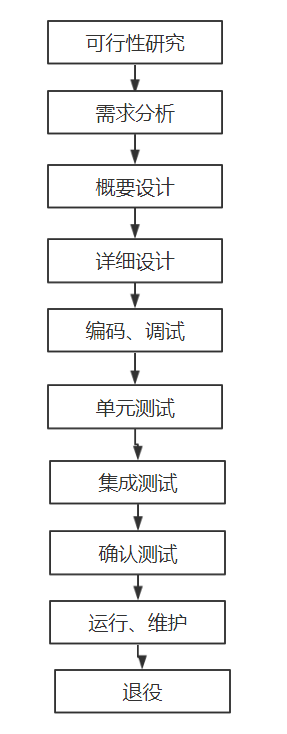 可行性研究
需求分析
概要设计
详细设计
编码、调试
单元测试
集成测试
确认测试
运行、维护
退役